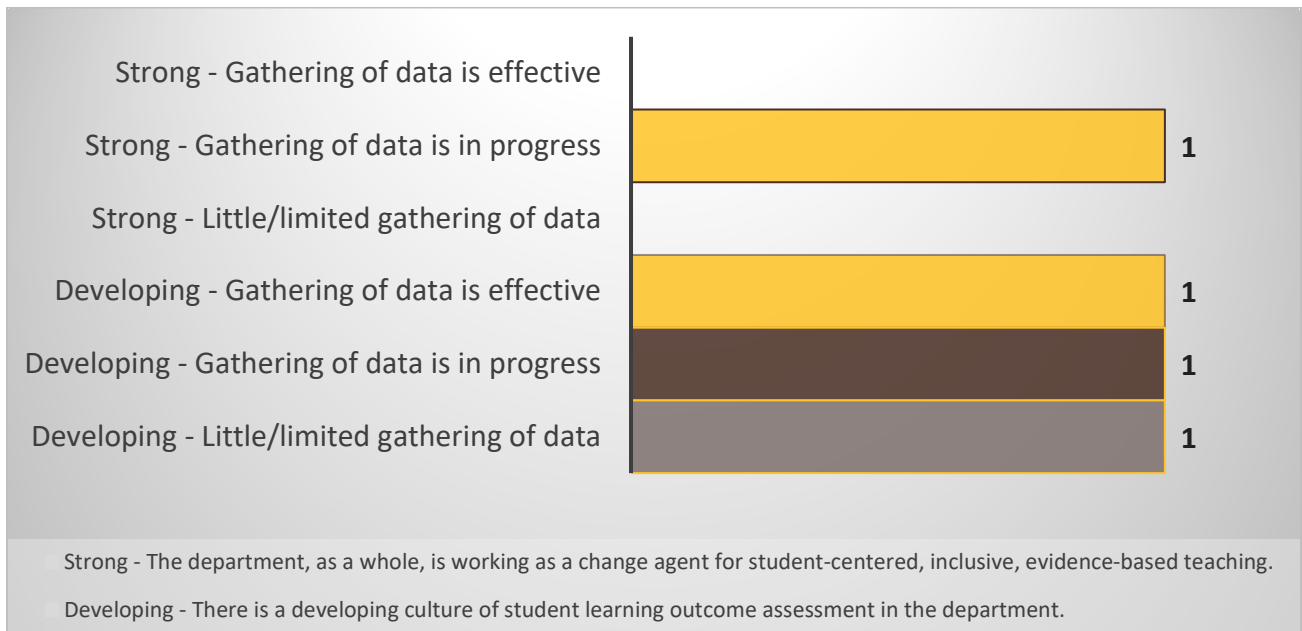 Strong - Gathering of data is effective
Strong - Gathering of data is in progress
1
Strong - Little/limited gathering of data
Developing - Gathering of data is effective
1
Developing - Gathering of data is in progress
1
Developing - Little/limited gathering of data
1
Strong - The department, as a whole, is working as a change agent for student-centered, inclusive, evidence-based teaching.
Developing - There is a developing culture of student learning outcome assessment in the department.